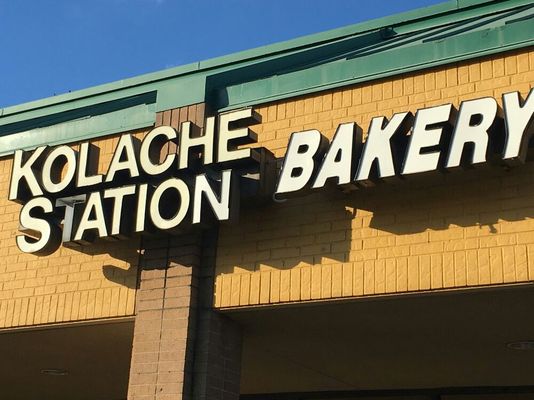 KOLACHE
STATION
BAKERY